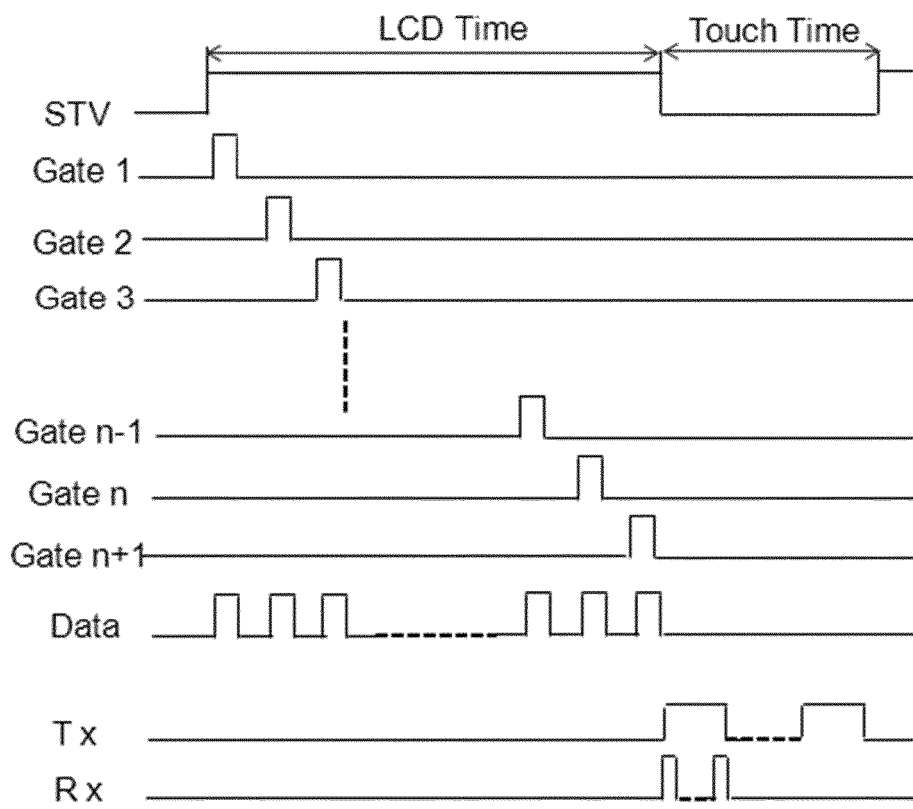 LCD Time
Touch Time
STV
Gate 1
Gate 2
Gate 3
Gate n-1
Gate n
Gate n+1
Data
T x
R x